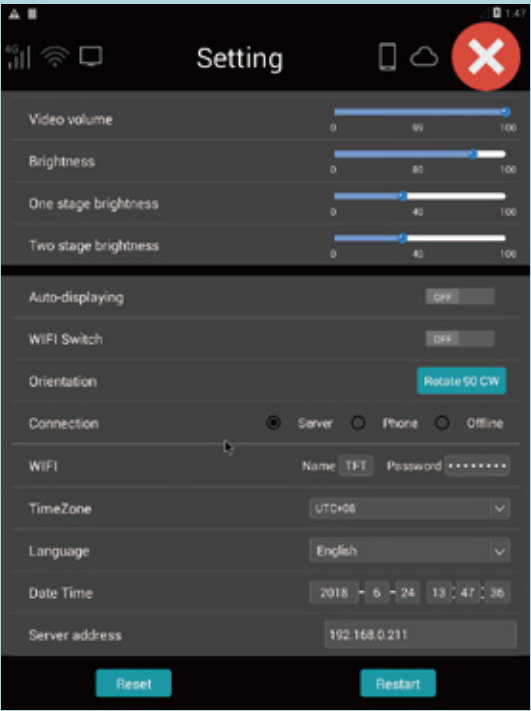 1:47
4G
Setting
Video volume
0 99 100
Brightness
0 80 100
One stage brightness
0 40 100
Two stage brightness
0 40 100
Auto-displaying OFF
WIFI Switch OFF
Orientation Rotate 90 CW
Connection Server Phone Offline
WIFI Name TFT Password ••••••••
TimeZone UTC+08
Language English
Date Time 2018 - 6 - 24 13 : 47 : 36
Server address 192.168.0.211
Reset Restart